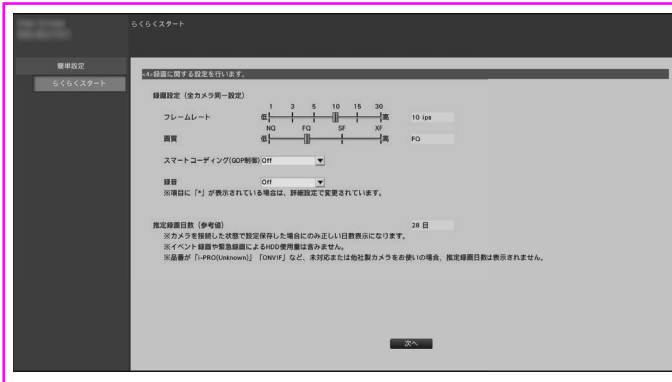 らくらくスタート
簡単設定
らくらくスタート
<4>録画に関する設定を行います。
録画設定（全カメラ同一設定）
1 3 5 10 15 30
フレームレート 低 高 10 ips
NQ FQ SF XF
画質 低 高 FQ
スマートコーディング(GOP制御) Off
録音 Off
※項目に「*」が表示されている場合は、詳細設定で変更されています。
推定録画日数（参考値） 28 日
※カメラを接続した状態で設定保存した場合にのみ正しい日数表示になります。
※イベント録画や緊急録画によるHDD使用量は含みません。
※品番が「i-PRO(Unknown)」「ONVIF」など、未対応または他社製カメラをお使いの場合、推定録画日数は表示されません。
次へ